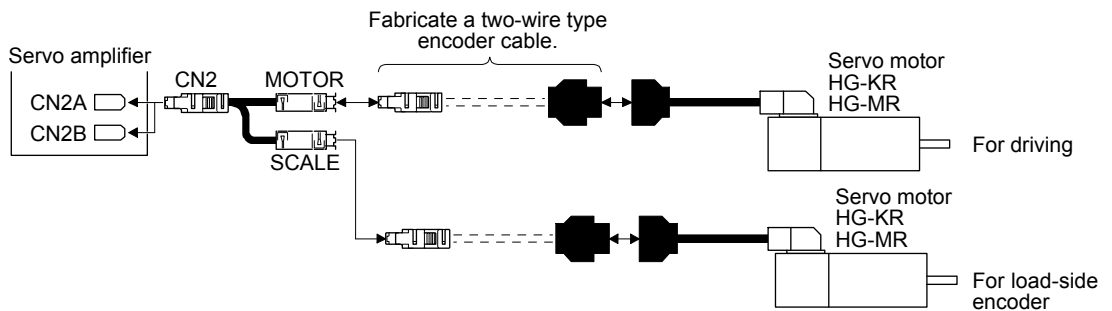 Fabricate a two-wire type
encoder cable.
Servo amplifier
CN2A
CN2B
CN2
MOTOR
SCALE
Servo motor
HG-KR
HG-MR
For driving
Servo motor
HG-KR
HG-MR
For load-side
encoder